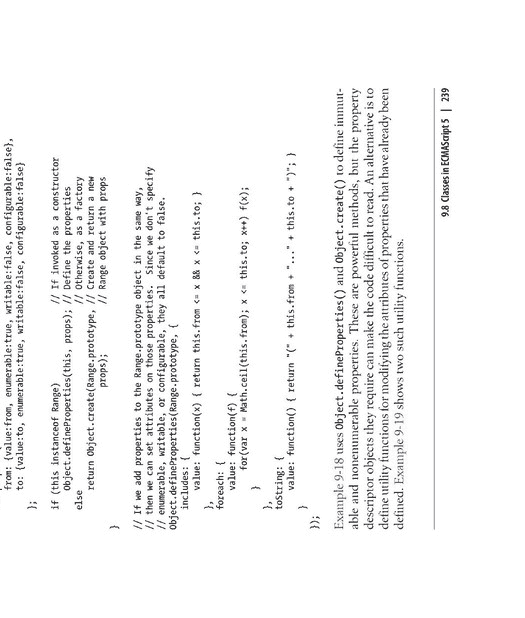 from: {value:from, enumerable:true, writable:false, configurable:false},
to: {value:to, enumerable:true, writable:false, configurable:false}
};
if (this instanceof Range) // If invoked as a constructor
Object.defineProperties(this, props); // Define the properties
else // Otherwise, as a factory
return Object.create(Range.prototype, // Create and return a new
props); // Range object with props
}
// If we add properties to the Range.prototype object in the same way,
// then we can set attributes on those properties. Since we don't specify
// enumerable, writable, or configurable, they all default to false.
Object.defineProperties(Range.prototype, {
includes: {
value: function(x) { return this.from <= x && x <= this.to; }
},
foreach: {
value: function(f) {
for(var x = Math.ceil(this.from); x <= this.to; x++) f(x);
}
},
toString: {
value: function() { return "(" + this.from + "..." + this.to + ")"; }
}
});
Example 9-18 uses Object.defineProperties() and Object.create() to define immut-
able and nonenumerable properties. These are powerful methods, but the property
descriptor objects they require can make the code difficult to read. An alternative is to
define utility functions for modifying the attributes of properties that have already been
defined. Example 9-19 shows two such utility functions.
9.8 Classes in ECMAScript 5 | 239